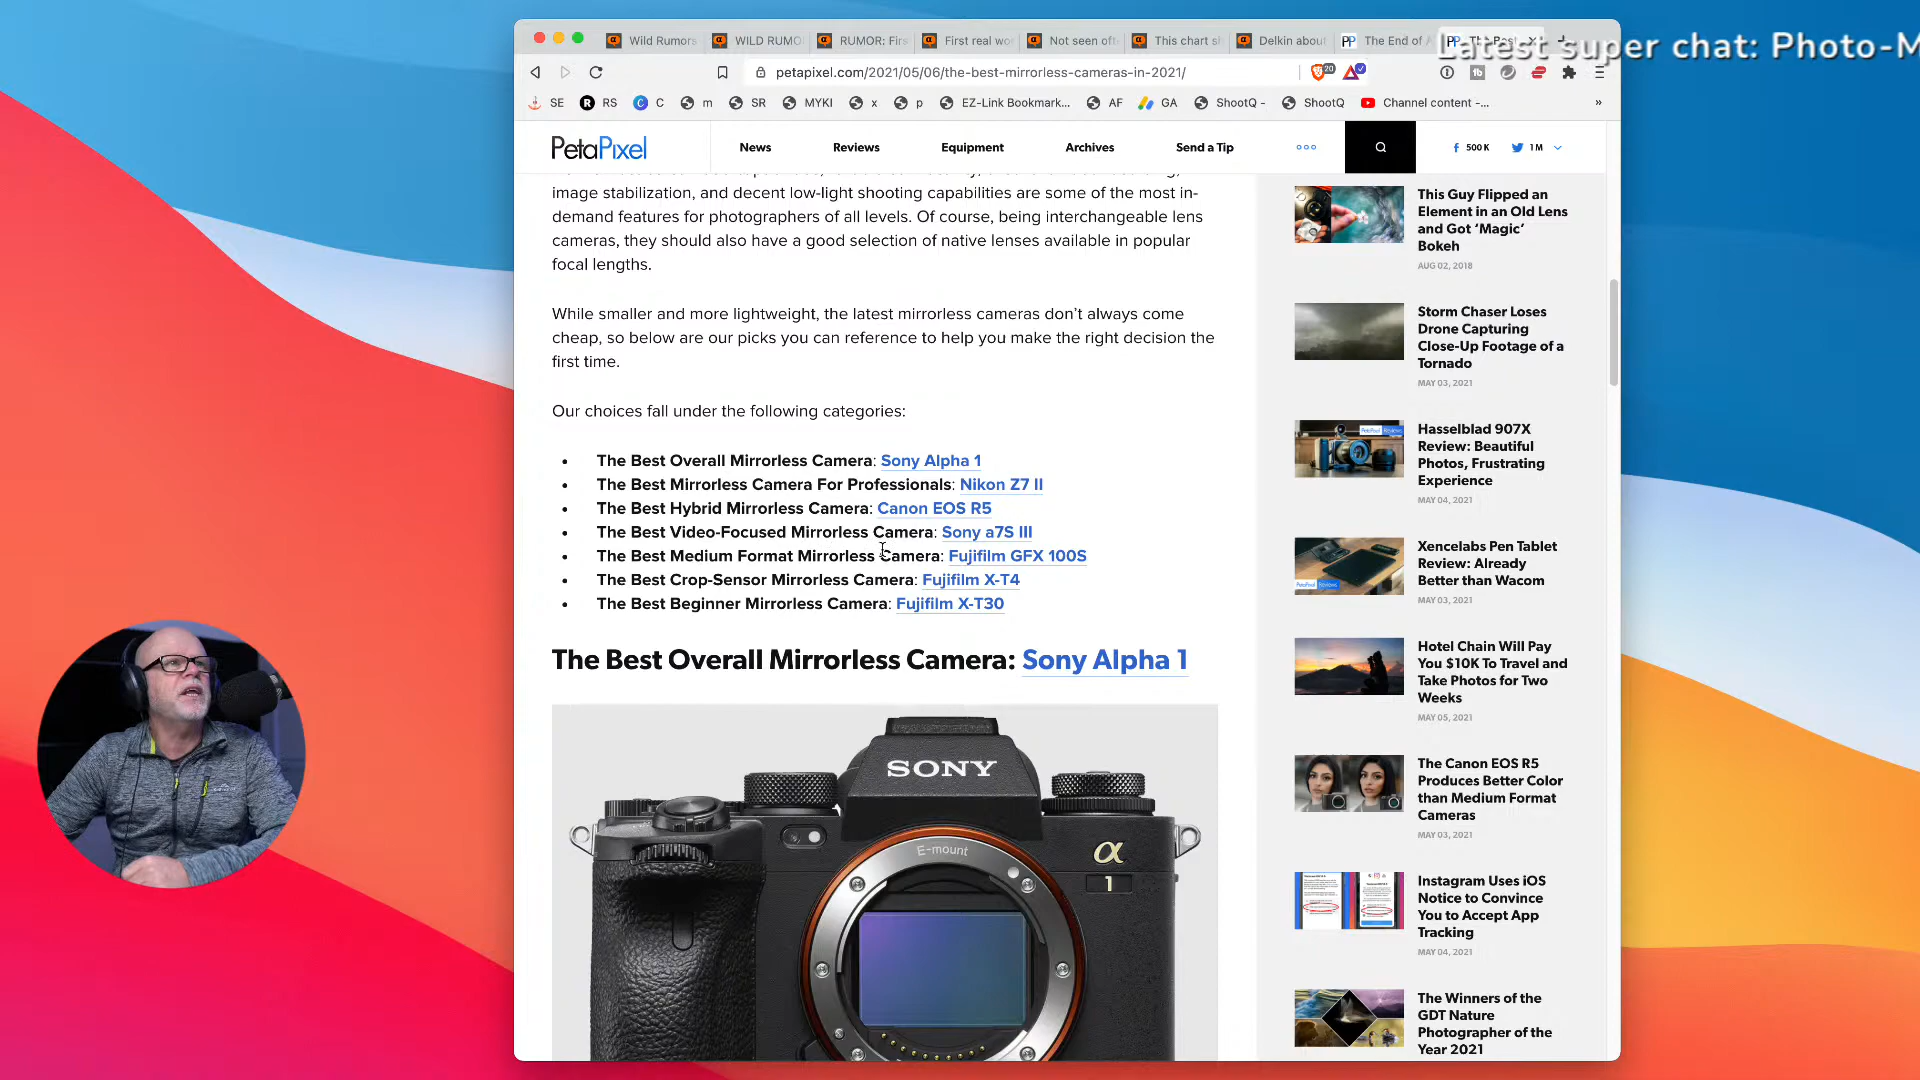 Wild Rumors
WILD RUMO
RUMOR: Firs
First real wo
Not seen oft
This chart s
Delkin about
The End of A
Latest super chat: Photo-M
petapixel.com/2021/05/06/the-best-mirrorless-cameras-in-2021/
20
SE
RS
C
m
SR
MYKI
x
p
EZ-Link Bookmark...
AF
GA
ShootQ -
ShootQ
Channel content -...
»
PetaPixel
News
Reviews
Equipment
Archives
Send a Tip
500 K
1 M
image stabilization, and decent low-light shooting capabilities are some of the most in-
demand features for photographers of all levels. Of course, being interchangeable lens
cameras, they should also have a good selection of native lenses available in popular
focal lengths.
While smaller and more lightweight, the latest mirrorless cameras don't always come
cheap, so below are our picks you can reference to help you make the right decision the
first time.
Our choices fall under the following categories:
• The Best Overall Mirrorless Camera: Sony Alpha 1
• The Best Mirrorless Camera For Professionals: Nikon Z7 II
• The Best Hybrid Mirrorless Camera: Canon EOS R5
• The Best Video-Focused Mirrorless Camera: Sony a7S III
• The Best Medium Format Mirrorless Camera: Fujifilm GFX 100S
• The Best Crop-Sensor Mirrorless Camera: Fujifilm X-T4
• The Best Beginner Mirrorless Camera: Fujifilm X-T30
The Best Overall Mirrorless Camera: Sony Alpha 1
SONY
E-mount
α
1
This Guy Flipped an
Element in an Old Lens
and Got ‘Magic’
Bokeh
AUG 02, 2018
Storm Chaser Loses
Drone Capturing
Close-Up Footage of a
Tornado
MAY 03, 2021
Hasselblad 907X
Review: Beautiful
Photos, Frustrating
Experience
MAY 04, 2021
Xencelabs Pen Tablet
Review: Already
Better than Wacom
MAY 03, 2021
Hotel Chain Will Pay
You $10K To Travel and
Take Photos for Two
Weeks
MAY 05, 2021
The Canon EOS R5
Produces Better Color
than Medium Format
Cameras
MAY 03, 2021
Instagram Uses iOS
Notice to Convince
You to Accept App
Tracking
MAY 04, 2021
The Winners of the
GDT Nature
Photographer of the
Year 2021